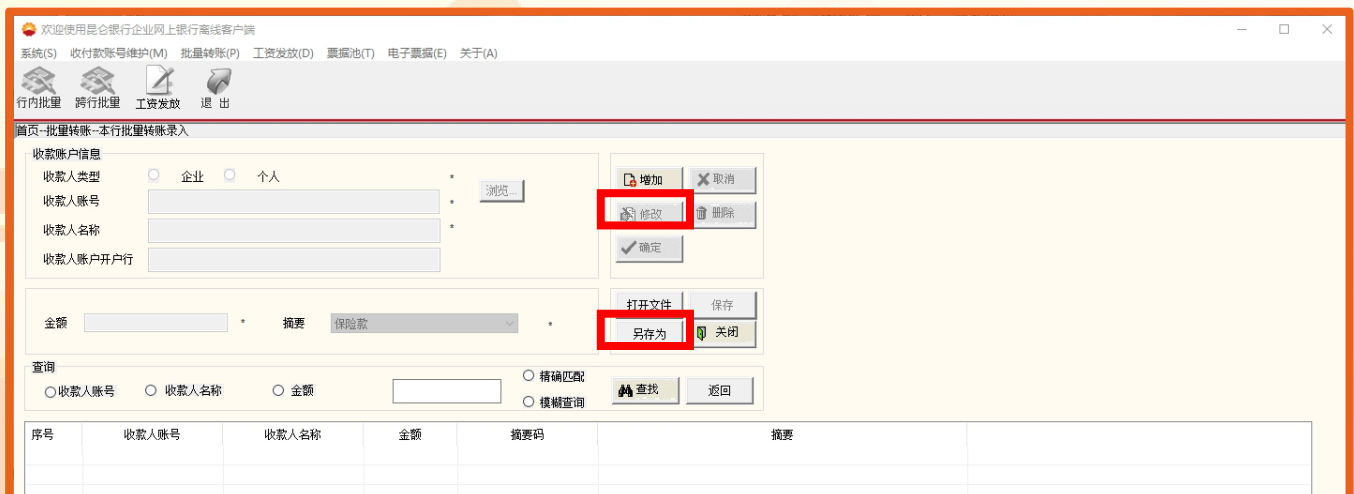 欢迎使用昆仑银行企业网上银行离线客户端
系统(S) 收付款账号维护(M) 批量转账(P) 工资发放(D) 票据池(T) 电子票据(E) 关于(A)
行内批量 跨行批量 工资发放 退 出
首页--批量转账--本行批量转账录入
收款账户信息
收款人类型 企业 个人 *
浏览...
收款人账号 *
收款人名称 *
收款人账户开户行
增加 取消
修改 删除
确定
打开文件 保存
另存为 关闭
金额 * 摘要 保险款 *
查询
收款人账号 收款人名称 金额
精确匹配
模糊查询
查找 返回
序号 收款人账号 收款人名称 金额 摘要码 摘要